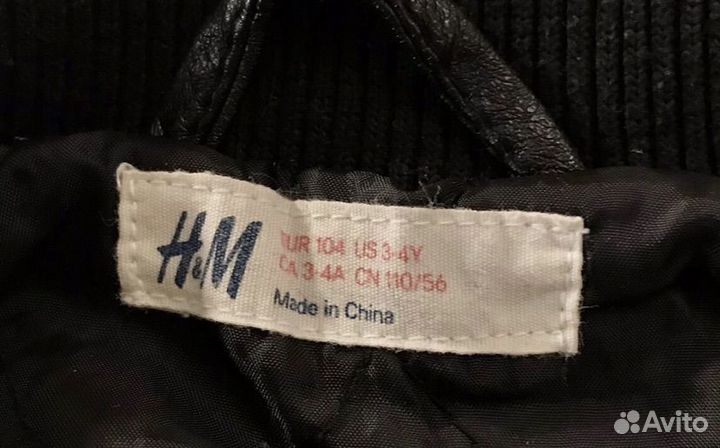 H&M
EUR 104 US 3-4Y
CA 3-4A CN 110/56
Made in China
Avito